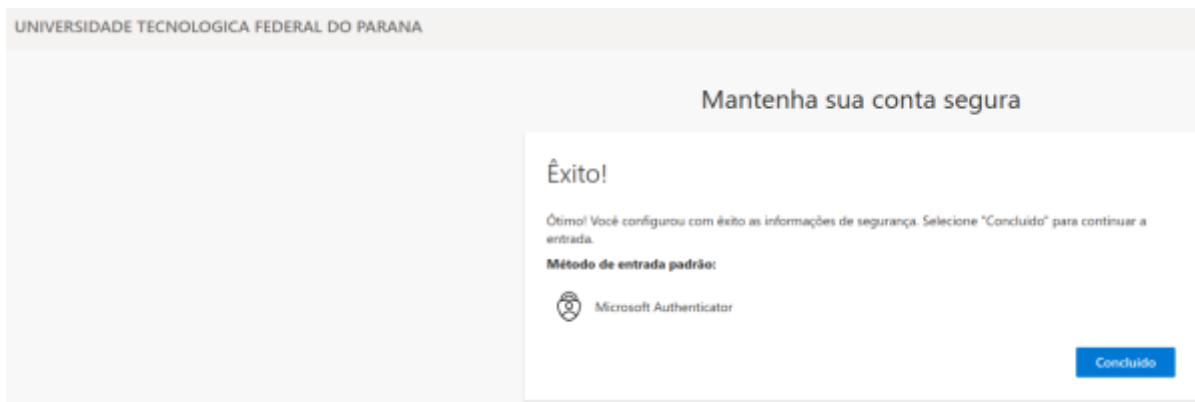 UNIVERSIDADE TECNOLOGICA FEDERAL DO PARANA
Mantenha sua conta segura
Êxito!
Ótimo! Você configurou com êxito as informações de segurança. Selecione "Concluído" para continuar a
entrada.
Método de entrada padrão:
Microsoft Authenticator
Concluído